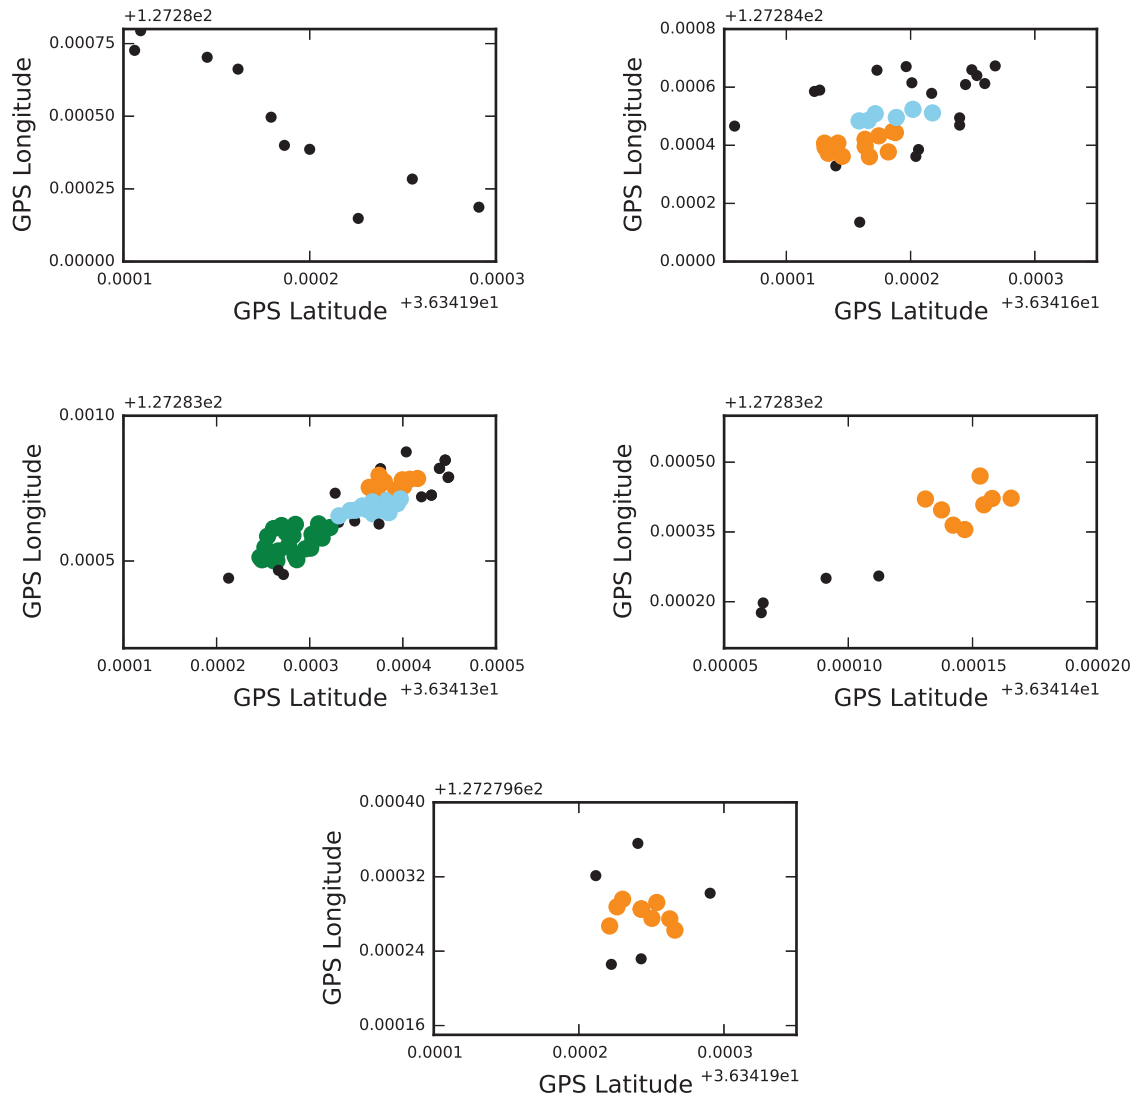 +1.2728e2
0.00075
0.00050
0.00025
0.00000
GPS Longitude
0.0001 0.0002 0.0003
+3.63419e1
GPS Latitude
+1.27284e2
0.0008
0.0006
0.0004
0.0002
0.0000
GPS Longitude
0.0001 0.0002 0.0003
+3.63416e1
GPS Latitude
+1.27283e2
0.0010
0.0005
GPS Longitude
0.0001 0.0002 0.0003 0.0004 0.0005
+3.63413e1
GPS Latitude
+1.27283e2
0.00050
0.00035
0.00020
GPS Longitude
0.00005 0.00010 0.00015 0.00020
+3.63414e1
GPS Latitude
+1.272796e2
0.00040
0.00032
0.00024
0.00016
GPS Longitude
0.0001 0.0002 0.0003
+3.63419e1
GPS Latitude